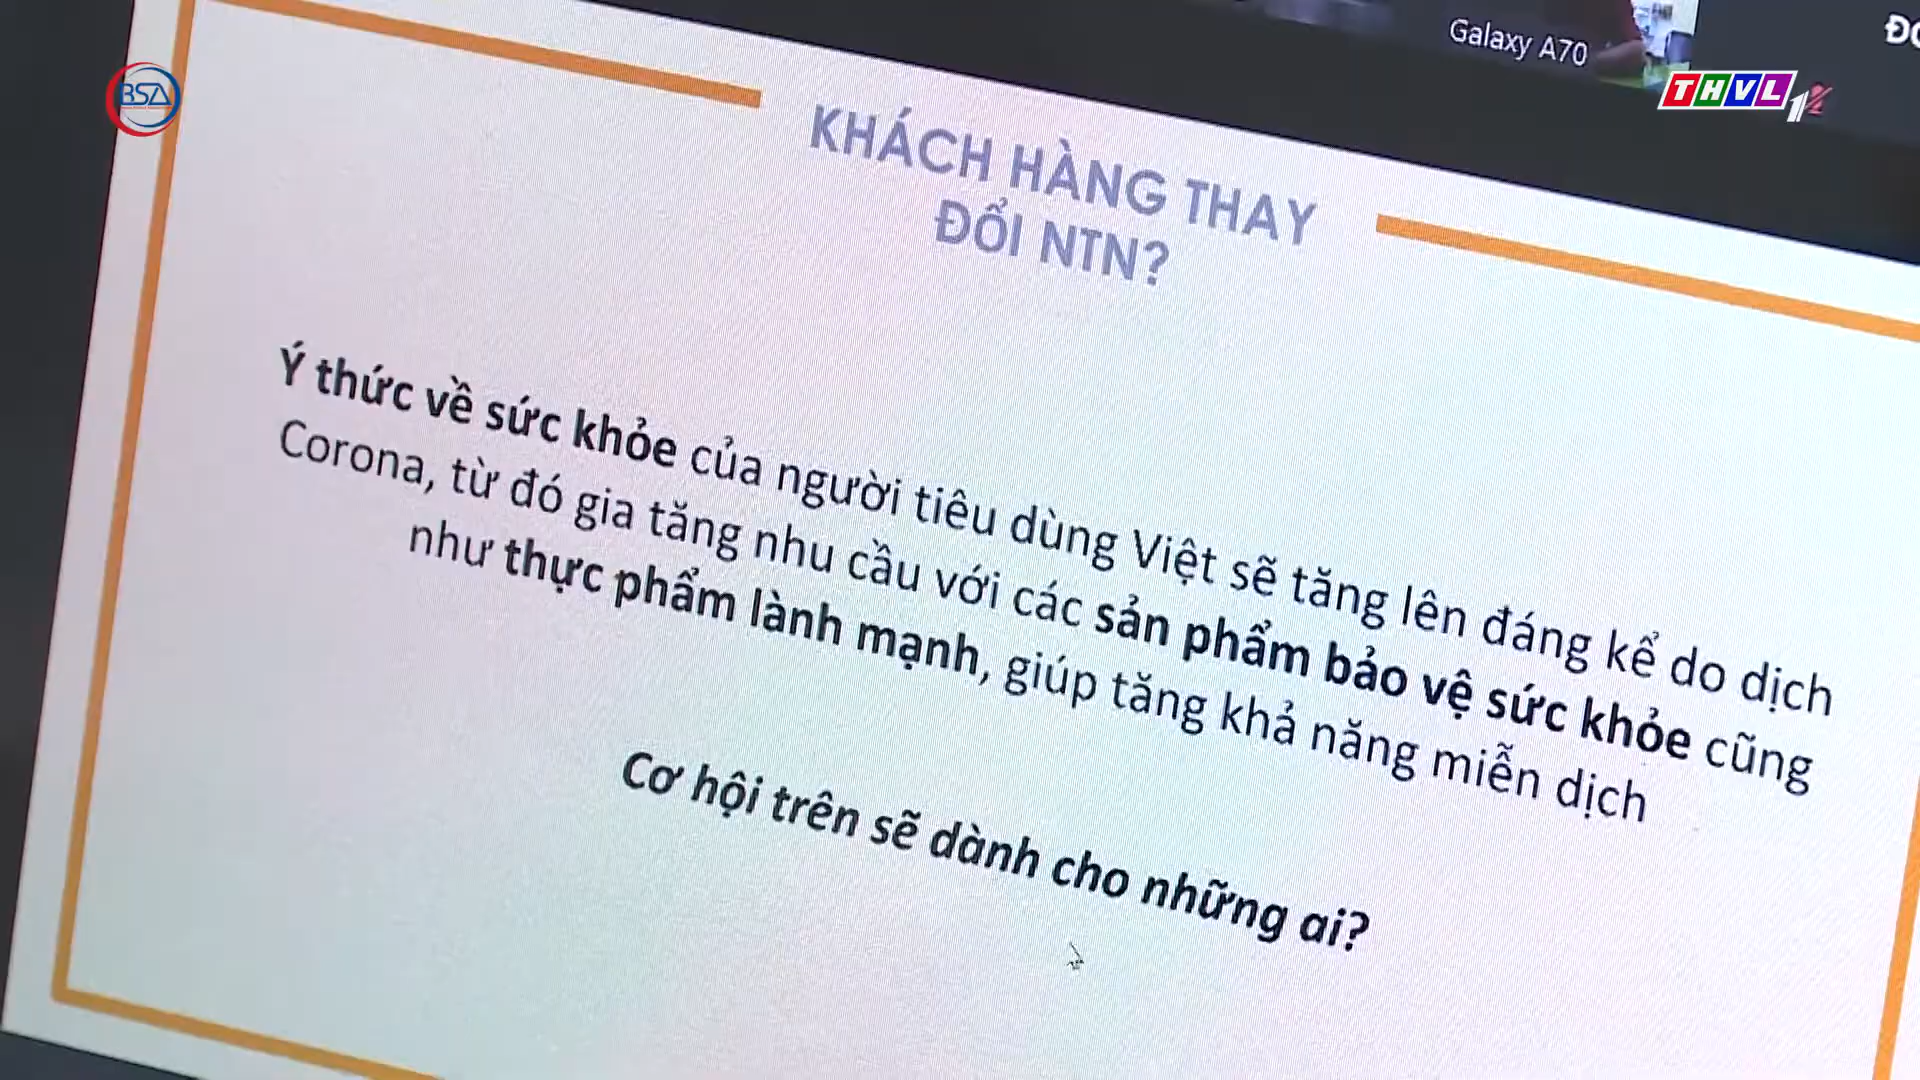 Galaxy A70
BSA
THVL1
KHÁCH HÀNG THAY
ĐỔI NTN?
Ý thức về sức khỏe của người tiêu dùng Việt sẽ tăng lên đáng kể do dịch
Corona, từ đó gia tăng nhu cầu với các sản phẩm bảo vệ sức khỏe cũng
như thực phẩm lành mạnh, giúp tăng khả năng miễn dịch
Cơ hội trên sẽ dành cho những ai?